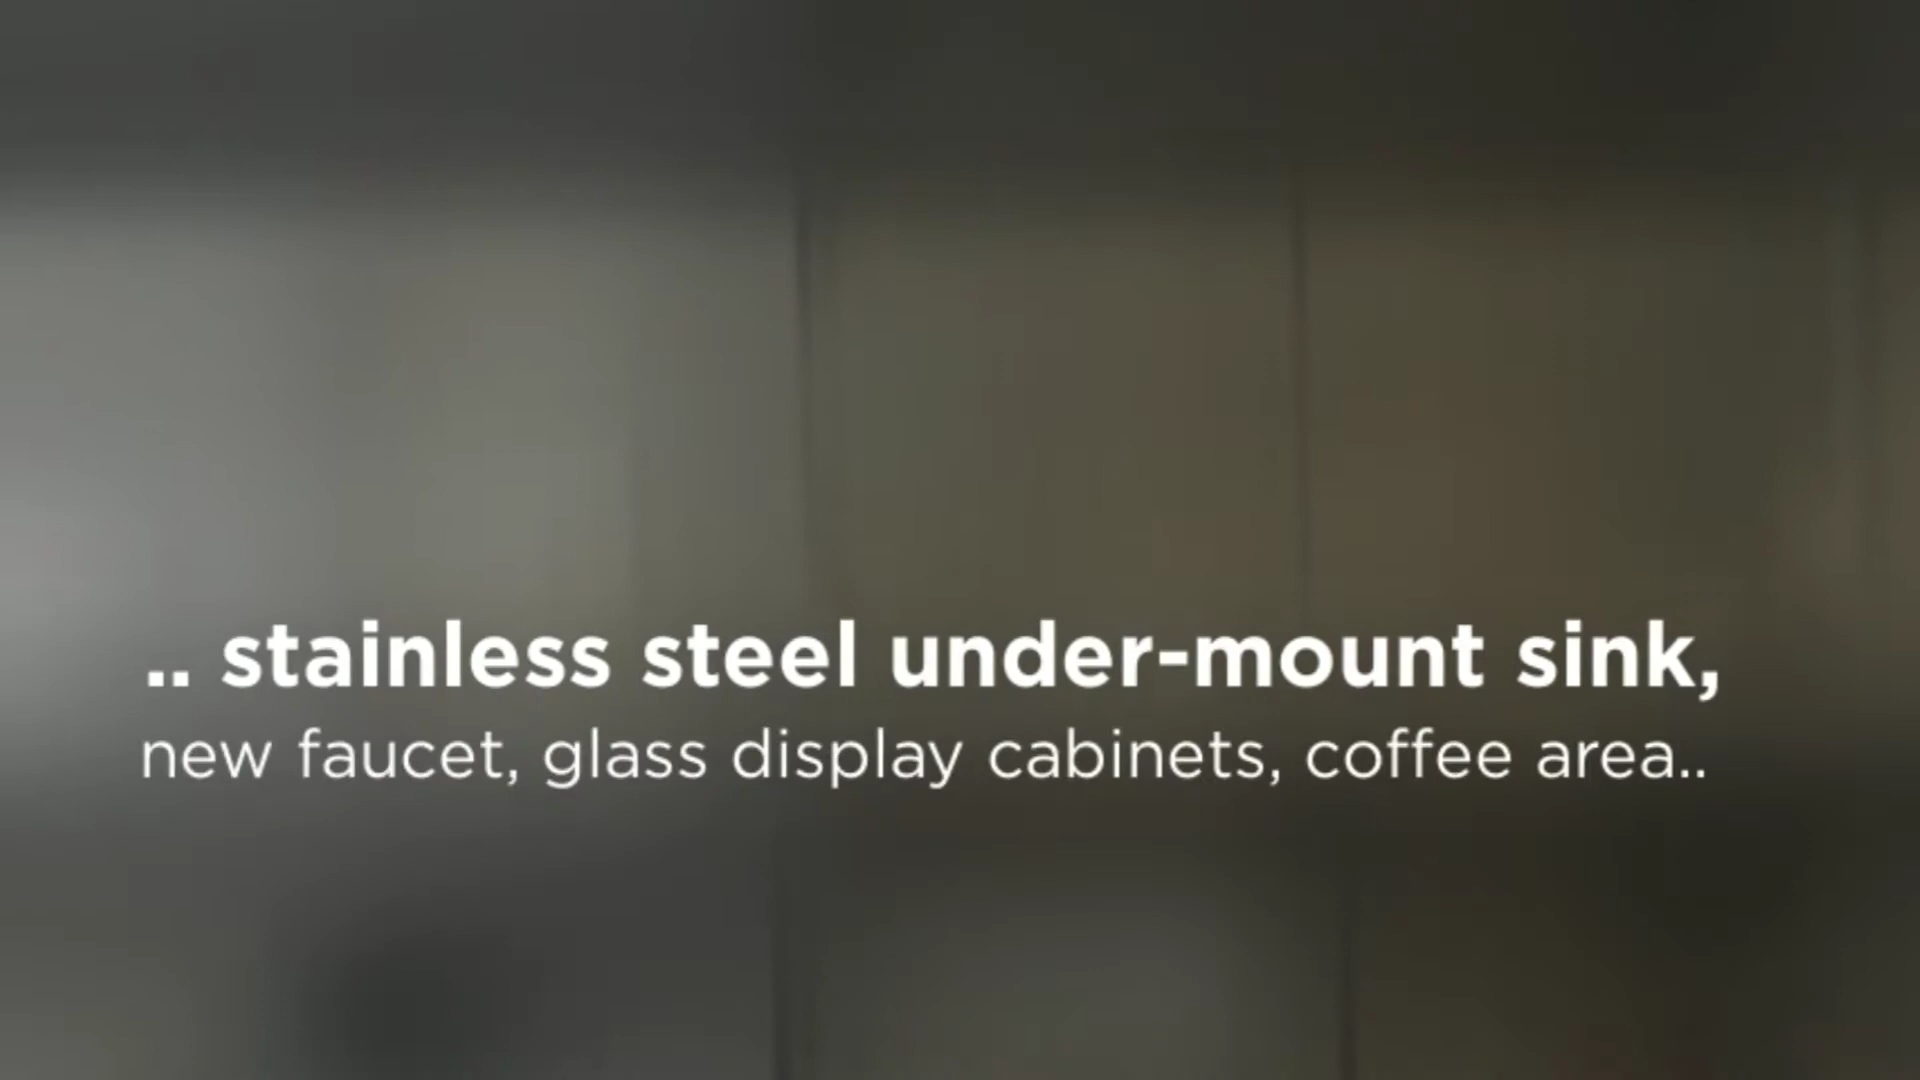 .. stainless steel under-mount sink,
new faucet, glass display cabinets, coffee area..